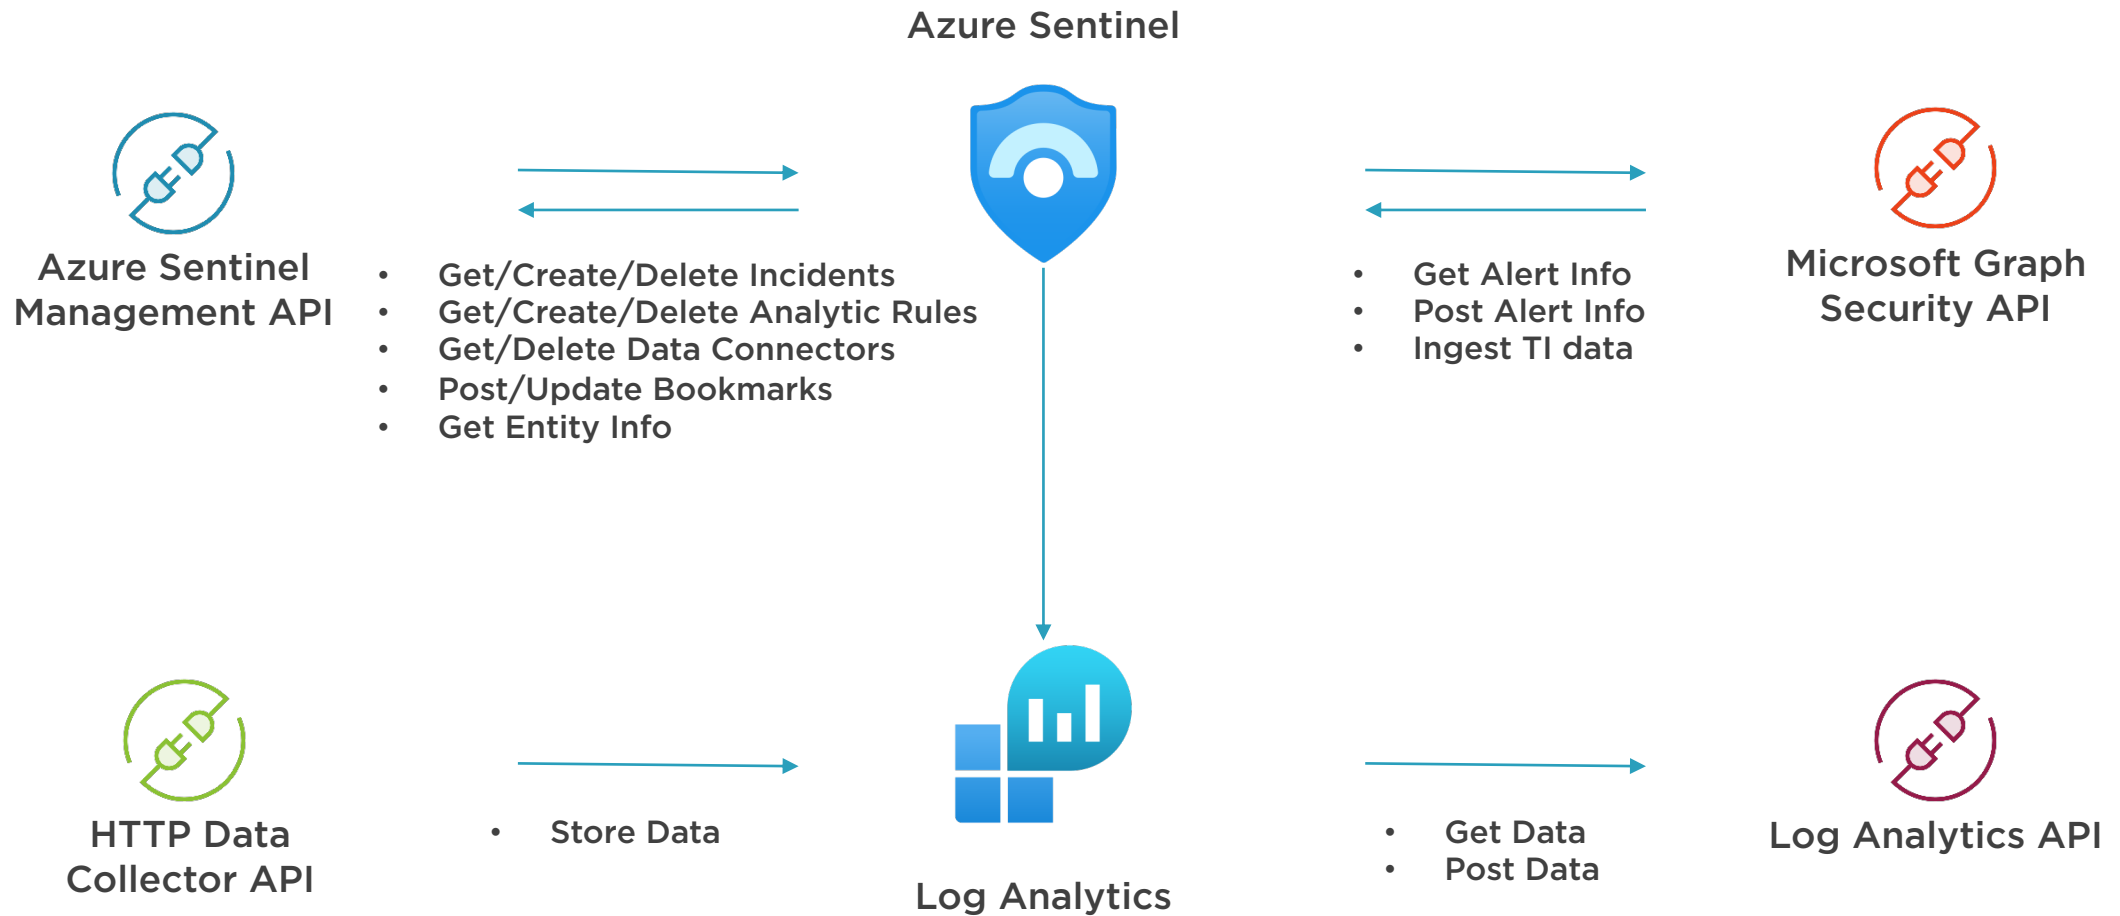 Azure Sentinel
Azure Sentinel
Management API
• Get/Create/Delete Incidents
• Get/Create/Delete Analytic Rules
• Get/Delete Data Connectors
• Post/Update Bookmarks
• Get Entity Info
• Get Alert Info
• Post Alert Info
• Ingest TI data
Microsoft Graph
Security API
HTTP Data
Collector API
• Store Data
Log Analytics
• Get Data
• Post Data
Log Analytics API